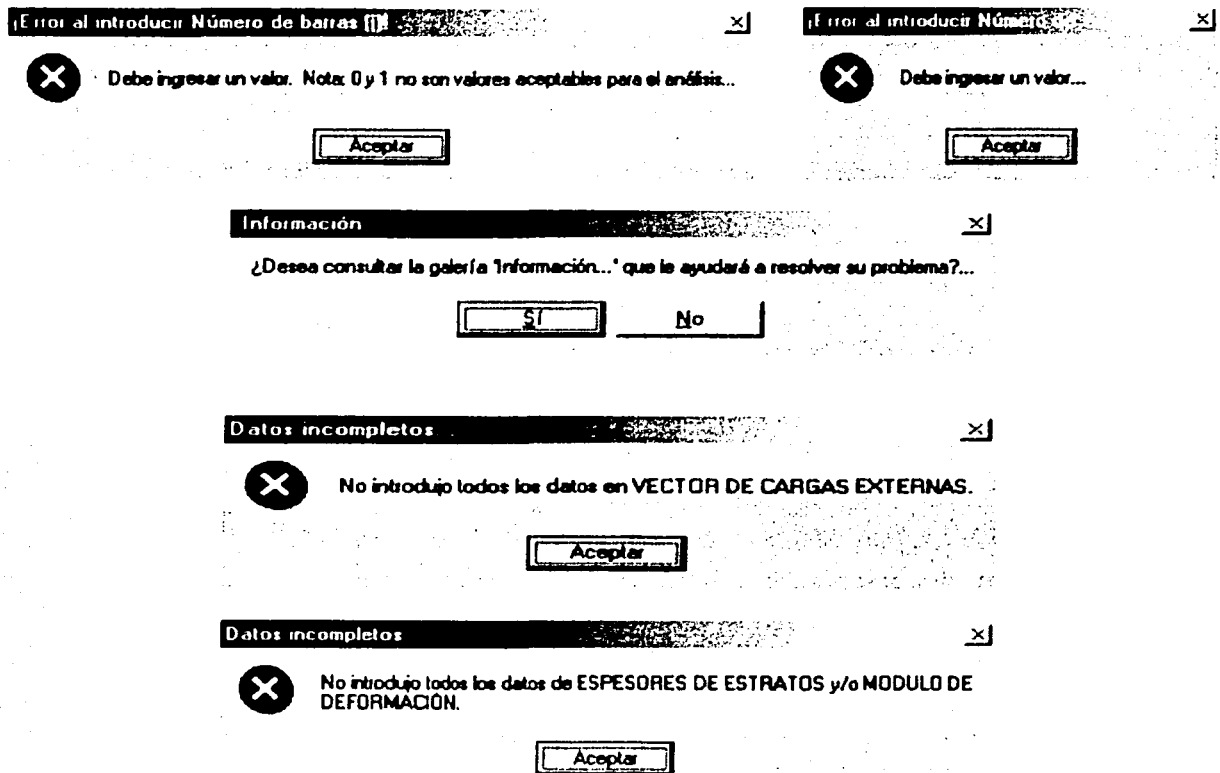 ¡Error al introducir Número de barras [j]!
Debe ingresar un valor. Nota: 0 y 1 no son valores aceptables para el análisis...
Aceptar
¡Error al introducir Número de
Debe ingresar un valor...
Aceptar
Información
¿Desea consultar la galería 'Información...' que le ayudará a resolver su problema?...
Sí
No
Datos incompletos
No introdujo todos los datos en VECTOR DE CARGAS EXTERNAS.
Aceptar
Datos incompletos
No introdujo todos los datos de ESPESORES DE ESTRATOS y/o MODULO DE
DEFORMACIÓN.
Aceptar